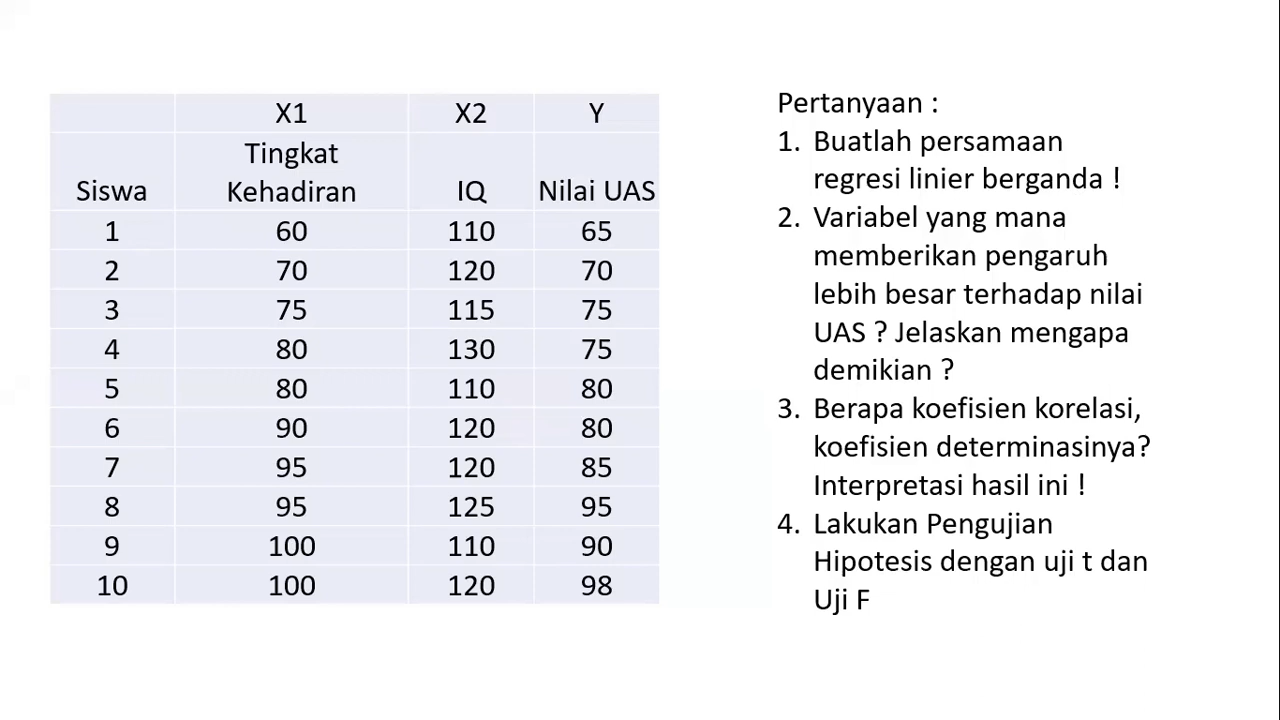 X1 X2 Y
Tingkat
Siswa Kehadiran IQ Nilai UAS
1 60 110 65
2 70 120 70
3 75 115 75
4 80 130 75
5 80 110 80
6 90 120 80
7 95 120 85
8 95 125 95
9 100 110 90
10 100 120 98
Pertanyaan :
1. Buatlah persamaan
regresi linier berganda !
2. Variabel yang mana
memberikan pengaruh
lebih besar terhadap nilai
UAS ? Jelaskan mengapa
demikian ?
3. Berapa koefisien korelasi,
koefisien determinasinya?
Interpretasi hasil ini !
4. Lakukan Pengujian
Hipotesis dengan uji t dan
Uji F